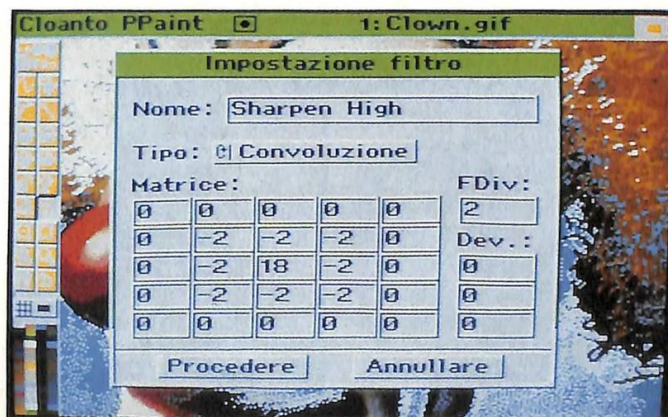 Cloanto PPaint 1:Clown.gif
Impostazione filtro
Nome: Sharpen High
Tipo: Convoluzione
Matrice: FDiv:
0 0 0 0 0 2
0 -2 -2 -2 0 Dev.:
0 -2 18 -2 0 0
0 -2 -2 -2 0 0
0 0 0 0 0 0
Procedere Annullare